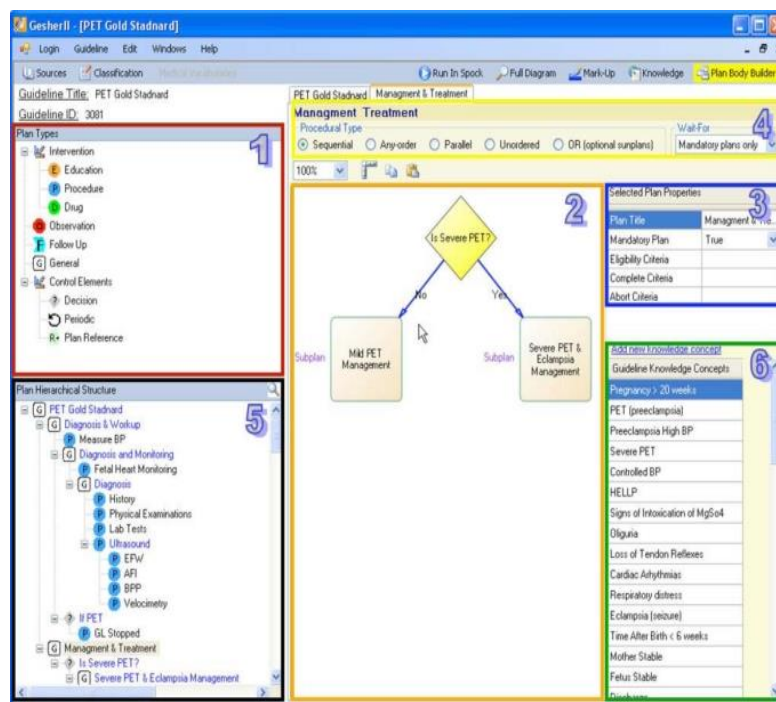 GesherII - [PET Gold Stadnard]
Login Guideline Edit Windows Help
Sources Classification
Run In Spock Full Diagram Mark-Up Knowledge Plan Body Builder
Guideline Title: PET Gold Stadnard
Guideline ID: 3081
Plan Types
1
Intervention
E Education
P Procedure
D Drug
Observation
F Follow Up
G General
Control Elements
? Decision
Periodic
R+ Plan Reference
Plan Hierarchical Structure
5
G PET Gold Stadnard
G Diagnosis & Workup
P Measure BP
G Diagnosis and Monitoring
P Fetal Heart Monitoring
G Diagnosis
P History
P Physical Examinations
P Lab Tests
P Ultrasound
P EFW
P AFI
P BPP
P Velocimetry
? If PET
P GL Stopped
G Managment & Treatment
? Is Severe PET?
G Severe PET & Eclampsia Management
PET Gold Stadnard Managment & Treatment
Managment Treatment
4
Procedural Type
Sequential Any-order Parallel Unordered OR (optional sunplans)
Wait-For
Mandatory plans only
100%
2
Is Severe PET?
No Yes
Subplan
Mild PET
Management
Subplan
Severe PET &
Eclampsia
Management
Selected Plan Properties
3
Plan Title Managment & Tre...
Mandatory Plan True
Eligibility Criteria
Complete Criteria
Abort Criteria
Add new knowledge concept
6
Guideline Knowledge Concepts
Pregnancy > 20 weeks
PET (preeclampsia)
Preeclampsia High BP
Severe PET
Controlled BP
HELLP
Signs of Intoxication of MgSo4
Oliguria
Loss of Tendon Reflexes
Cardiac Arhythmias
Respiratory distress
Eclampsia (seizure)
Time After Birth < 6 weeks
Mother Stable
Fetus Stable
Discharge